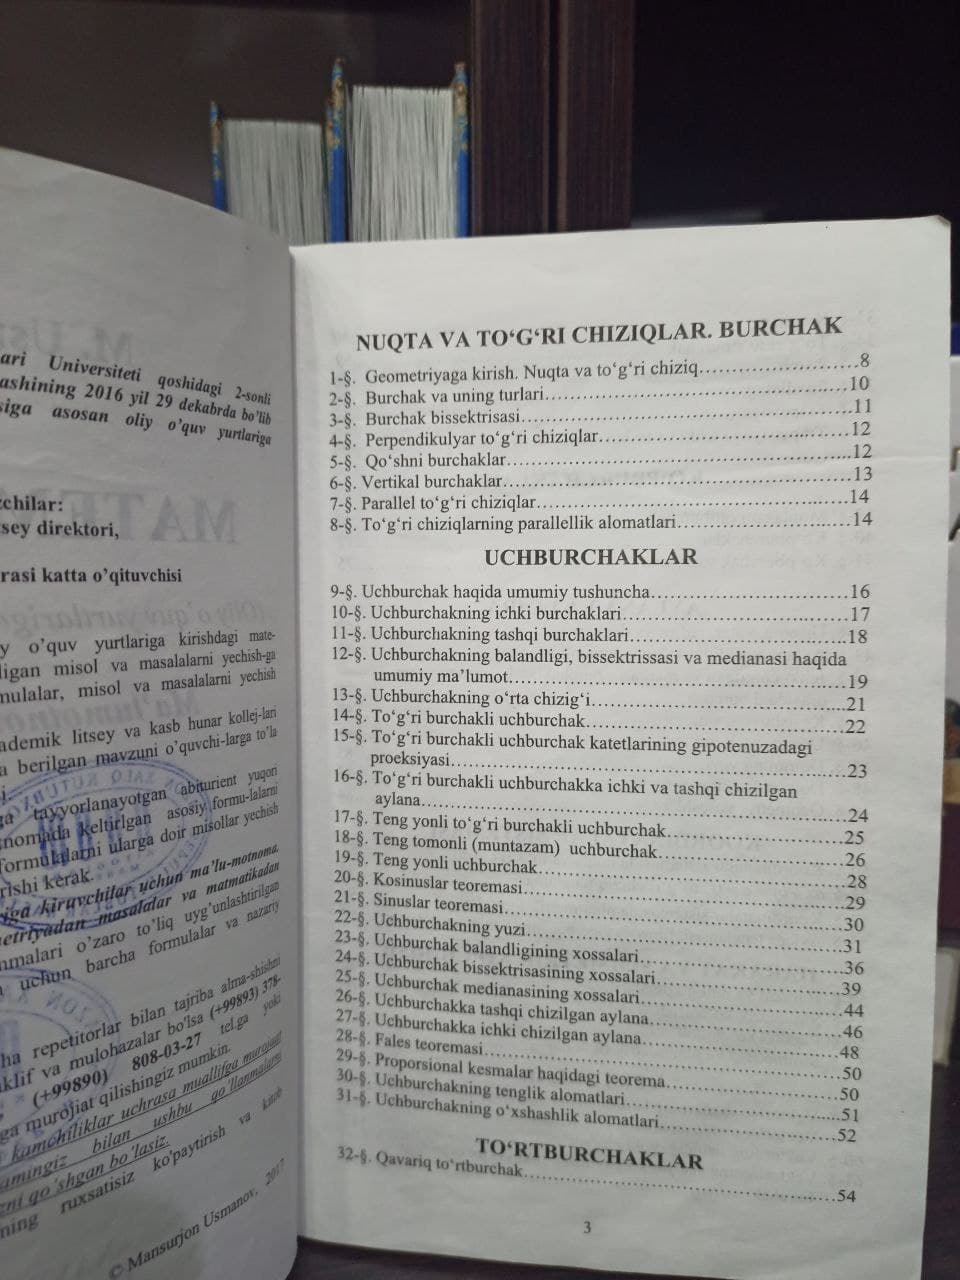 ari Universiteti qoshidagi 2-sonli
ashining 2016 yil 29 dekabrda bo'lib
siga asosan oliy o'quv yurtlariga
chilar:
sey direktori,
rasi katta o'qituvchisi
y o'quv yurtlariga kirishdagi mate-
ligan misol va masalalarni yechish-ga
mulalar, misol va masalalarni yechish
ademik litsey va kasb hunar kollej-lari
a berilgan mavzuni o'quvchi-larga to'la
i.
ga tayyorlanayotgan abituriyent yuqori
nomada keltirlgan asosiy formu-lalarni
formulalarni ularga doir misollar yechish
rishi kerak.
iga kiruvchilar uchun ma'lu-motnoma.
etriyadan masalalar va matmatikadan
nmalari o'zaro to'liq uyg'unlashtirilgan
uchun barcha formulalar va nazariy
ha repetitorlar bilan tajriba alma-shishni
klif va mulohazalar bo'lsa (+99893) 378-
(+99890) 808-03-27 tel.ga yoki
ga murojiat qilishingiz mumkin.
kamchiliklar uchrasa muallifga murojaat
amingiz bilan ushbu qo'llanmalarni
zni qo'shgan bo'lasiz.
ning ruxsatisiz ko'paytirish va kitob
© Mansurjon Usmanov, 2017
NUQTA VA TO‘G‘RI CHIZIQLAR. BURCHAK
1-§. Geometriyaga kirish. Nuqta va to‘g‘ri chiziq........................8
2-§. Burchak va uning turlari........................10
3-§. Burchak bissektrisasi........................11
4-§. Perpendikulyar to‘g‘ri chiziqlar........................12
5-§. Qo‘shni burchaklar........................12
6-§. Vertikal burchaklar........................13
7-§. Parallel to‘g‘ri chiziqlar........................14
8-§. To‘g‘ri chiziqlarning parallellik alomatlari........................14
UCHBURCHAKLAR
9-§. Uchburchak haqida umumiy tushuncha........................16
10-§. Uchburchakning ichki burchaklari........................17
11-§. Uchburchakning tashqi burchaklari........................18
12-§. Uchburchakning balandligi, bissektrissasi va medianasi haqida
umumiy ma’lumot........................19
13-§. Uchburchakning o‘rta chizig‘i........................21
14-§. To‘g‘ri burchakli uchburchak........................22
15-§. To‘g‘ri burchakli uchburchak katetlarining gipotenuzadagi
proeksiyasi........................23
16-§. To‘g‘ri burchakli uchburchakka ichki va tashqi chizilgan
aylana........................24
17-§. Teng yonli to‘g‘ri burchakli uchburchak........................25
18-§. Teng tomonli (muntazam) uchburchak........................26
19-§. Teng yonli uchburchak........................28
20-§. Kosinuslar teoremasi........................29
21-§. Sinuslar teoremasi........................30
22-§. Uchburchakning yuzi........................31
23-§. Uchburchak balandligining xossalari........................36
24-§. Uchburchak bissektrisasining xossalari........................39
25-§. Uchburchak medianasining xossalari........................44
26-§. Uchburchakka tashqi chizilgan aylana........................46
27-§. Uchburchakka ichki chizilgan aylana........................48
28-§. Fales teoremasi........................50
29-§. Proporsional kesmalar haqidagi teorema........................50
30-§. Uchburchakning tenglik alomatlari........................51
31-§. Uchburchakning o‘xshashlik alomatlari........................52
TO‘RTBURCHAKLAR
32-§. Qavariq to‘rtburchak........................54
3